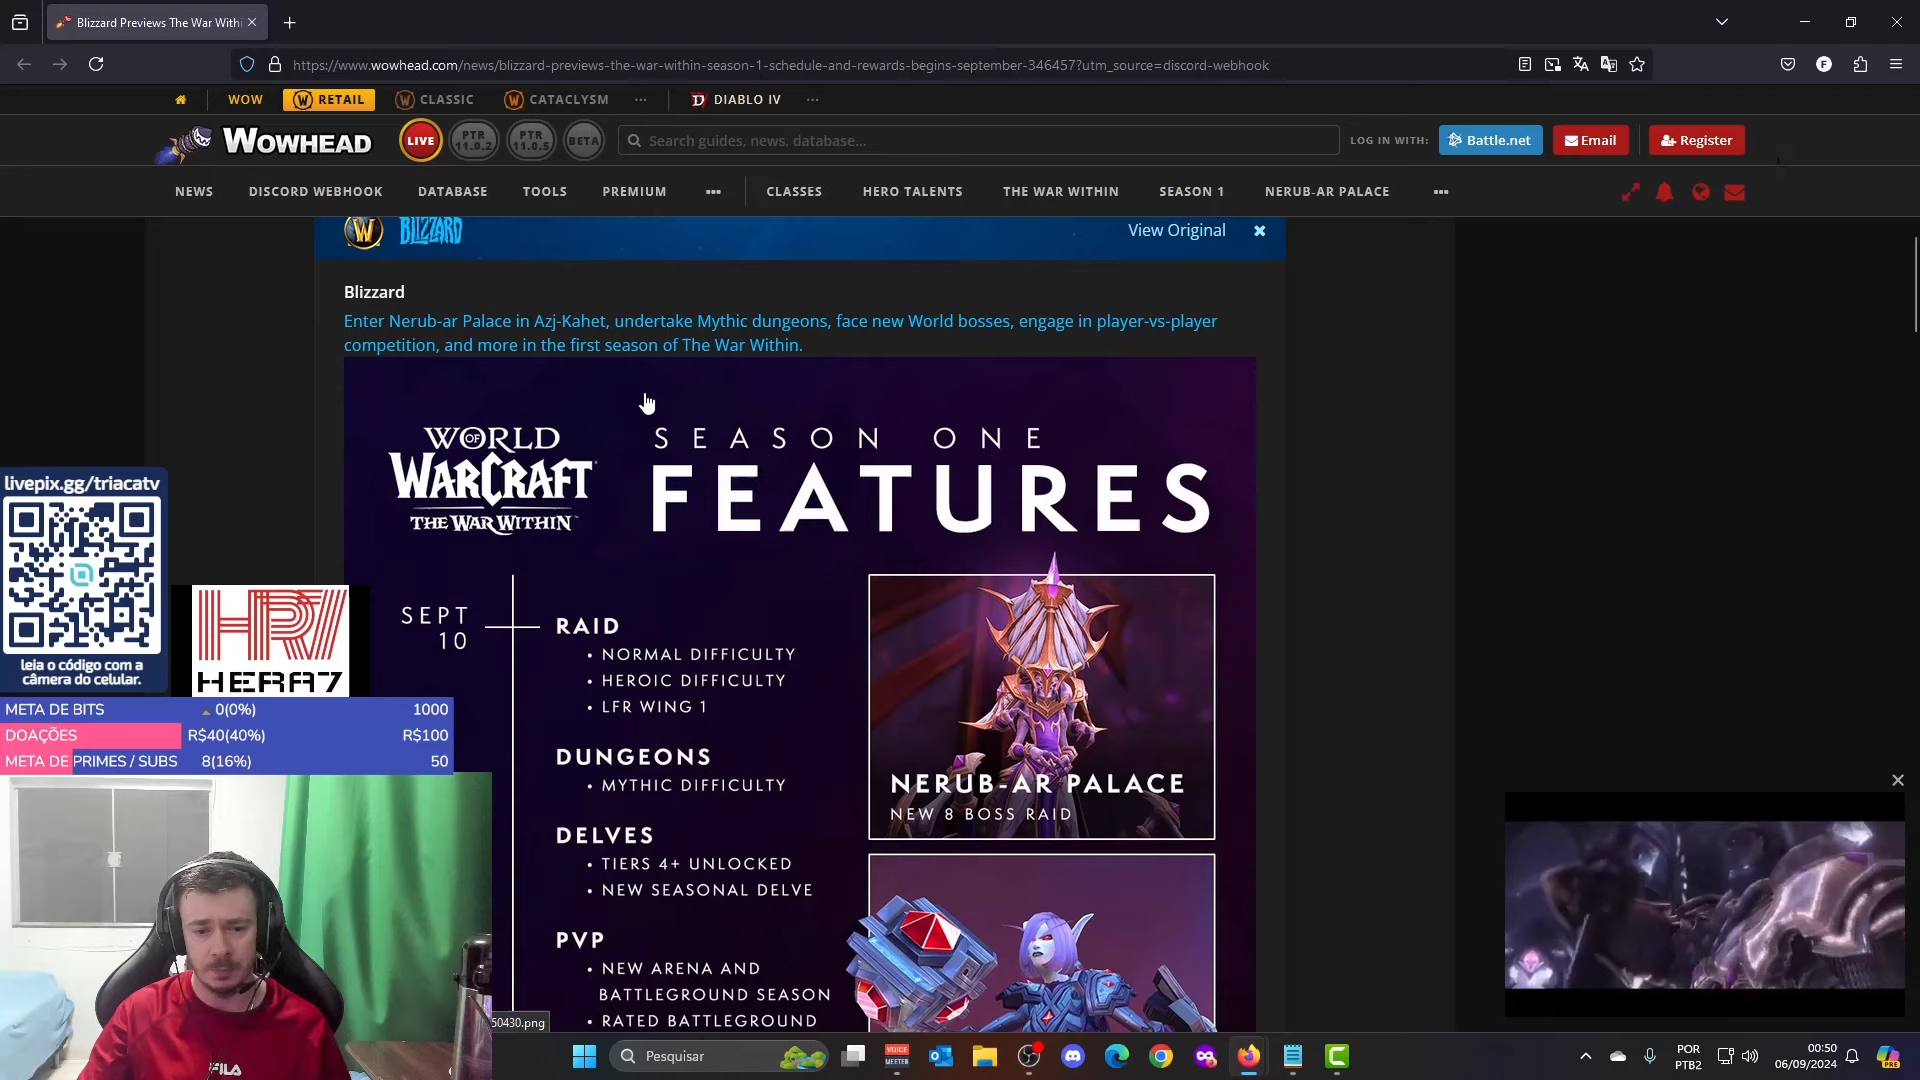 Blizzard Previews The War Withi
https://www.wowhead.com/news/blizzard-previews-the-war-within-season-1-schedule-and-rewards-begins-september-346457?utm_source=discord-webhook
WOW
RETAIL
CLASSIC
CATACLYSM
DIABLO IV
WOWHEAD
LIVE
PTR
11.0.2
PTR
11.0.5
BETA
Search guides, news, database...
LOG IN WITH:
Battle.net
Email
Register
NEWS
DISCORD WEBHOOK
DATABASE
TOOLS
PREMIUM
CLASSES
HERO TALENTS
THE WAR WITHIN
SEASON 1
NERUB-AR PALACE
BLIZZARD
View Original
Blizzard
Enter Nerub-ar Palace in Azj-Kahet, undertake Mythic dungeons, face new World bosses, engage in player-vs-player
competition, and more in the first season of The War Within.
WORLD OF
WARCRAFT
THE WAR WITHIN
SEASON ONE
FEATURES
SEPT
10
RAID
• NORMAL DIFFICULTY
• HEROIC DIFFICULTY
• LFR WING 1
DUNGEONS
• MYTHIC DIFFICULTY
DELVES
• TIERS 4+ UNLOCKED
• NEW SEASONAL DELVE
PVP
• NEW ARENA AND
BATTLEGROUND SEASON
• RATED BATTLEGROUND
NERUB-AR PALACE
NEW 8 BOSS RAID
livepix.gg/triacatv
leia o código com a
câmera do celular.
HR7
HERA7
META DE BITS 0(0%) 1000
DOAÇÕES R$40(40%) R$100
META DE PRIMES / SUBS 8(16%) 50
FILA
50430.png
Pesquisar
VOICE
MEETER
POR
PTB2
00:50
06/09/2024
PRE